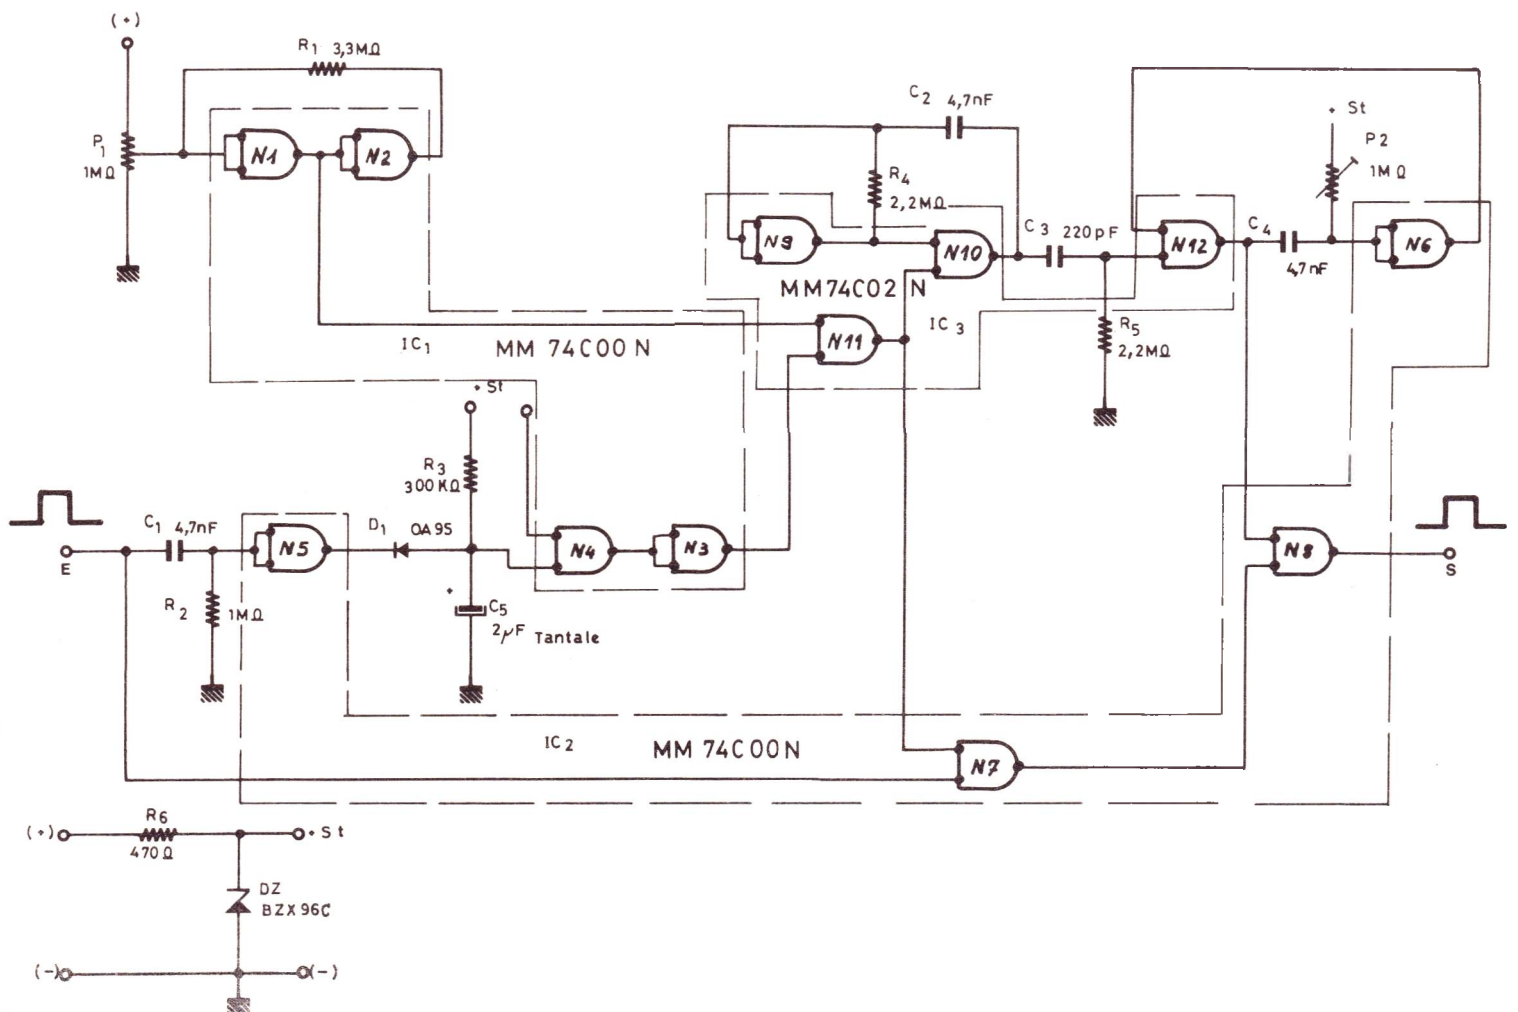 (+)
R1 3,3MΩ
P1
1MΩ
N1
N2
C2 4,7nF
R4
2,2MΩ
N9
N10
MM74C02 N
C3 220pF
N12
C4
4,7nF
+ St
P2
1MΩ
N6
IC1
MM 74C00 N
N11
IC3
R5
2,2MΩ
+ St
R3
300KΩ
C1 4,7nF
E
R2
1MΩ
N5
D1 OA95
N4
N3
+
C5
2µF Tantale
N8
S
IC2
MM 74C00N
N7
(+)
R6
470Ω
+ St
DZ
BZX96C
(-)
(-)